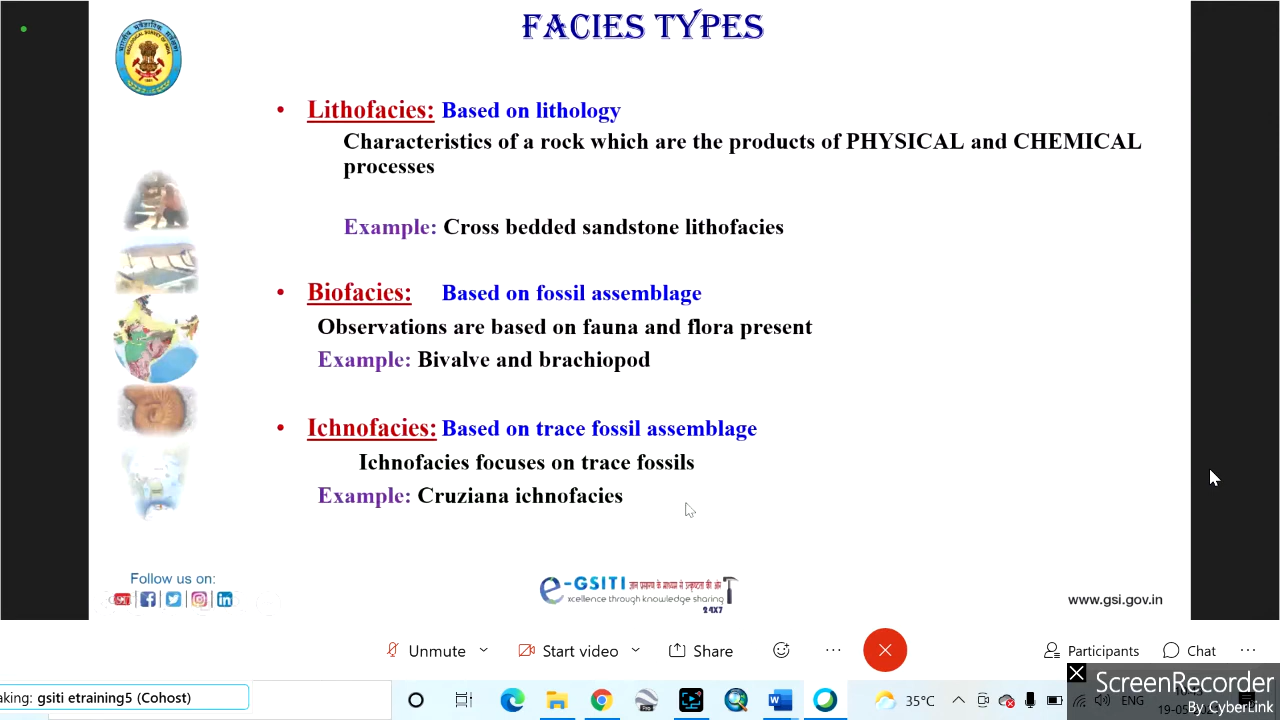 FACIES TYPES
• Lithofacies: Based on lithology
Characteristics of a rock which are the products of PHYSICAL and CHEMICAL
processes
Example: Cross bedded sandstone lithofacies
• Biofacies: Based on fossil assemblage
Observations are based on fauna and flora present
Example: Bivalve and brachiopod
• Ichnofacies: Based on trace fossil assemblage
Ichnofacies focuses on trace fossils
Example: Cruziana ichnofacies
Follow us on:
e-GSITI
xcellence through knowledge sharing
24X7
www.gsi.gov.in
Unmute
Start video
Share
Participants
Chat
aking: gsiti etraining5 (Cohost)
35°C
ENG
ScreenRecorder
By CyberLink